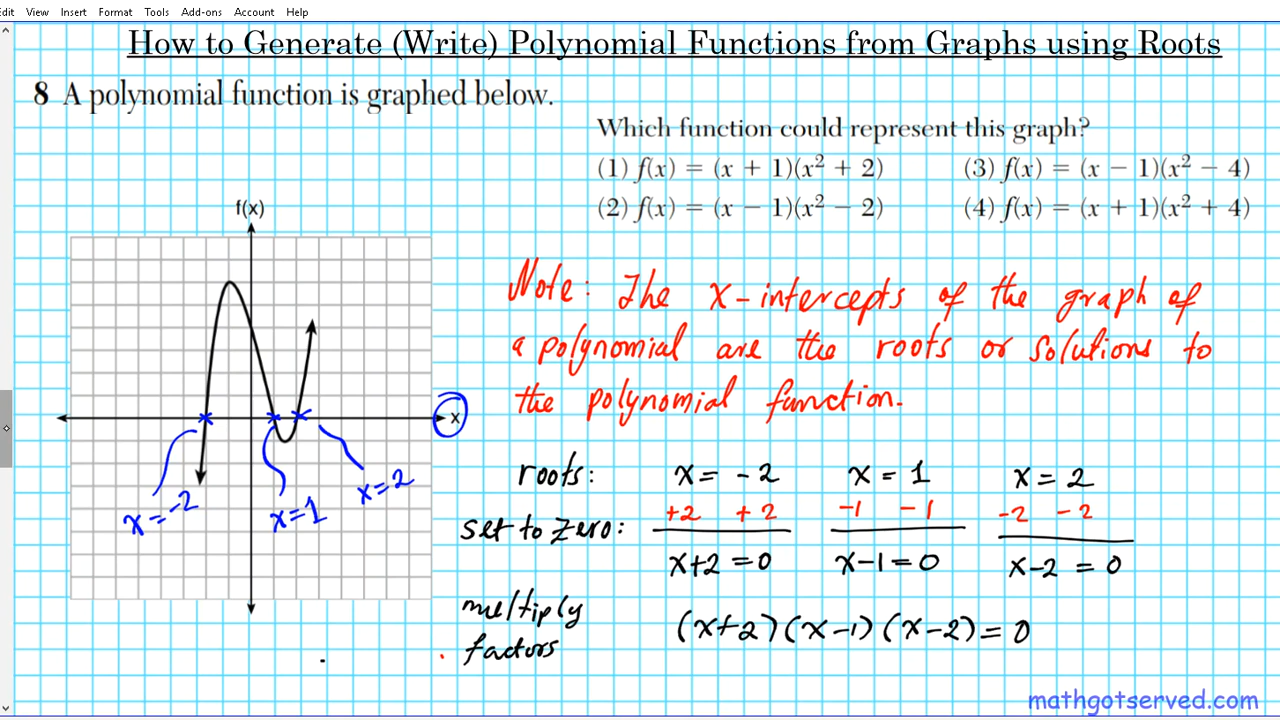 Edit View Insert Format Tools Add-ons Account Help
How to Generate (Write) Polynomial Functions from Graphs using Roots
8 A polynomial function is graphed below.
Which function could represent this graph?
(1) f(x) = (x + 1)(x² + 2) (3) f(x) = (x − 1)(x² − 4)
(2) f(x) = (x − 1)(x² − 2) (4) f(x) = (x + 1)(x² + 4)
f(x)
x
x = -2
x = 1
x = 2
Note: The x-intercepts of the graph of
a polynomial are the roots or solutions to
the polynomial function.
roots: x = -2 x = 1 x = 2
+2 +2 -1 -1 -2 -2
set to zero:
x+2 = 0 x-1 = 0 x-2 = 0
multiply (x+2)(x-1)(x-2) = 0
factors
mathgotserved.com